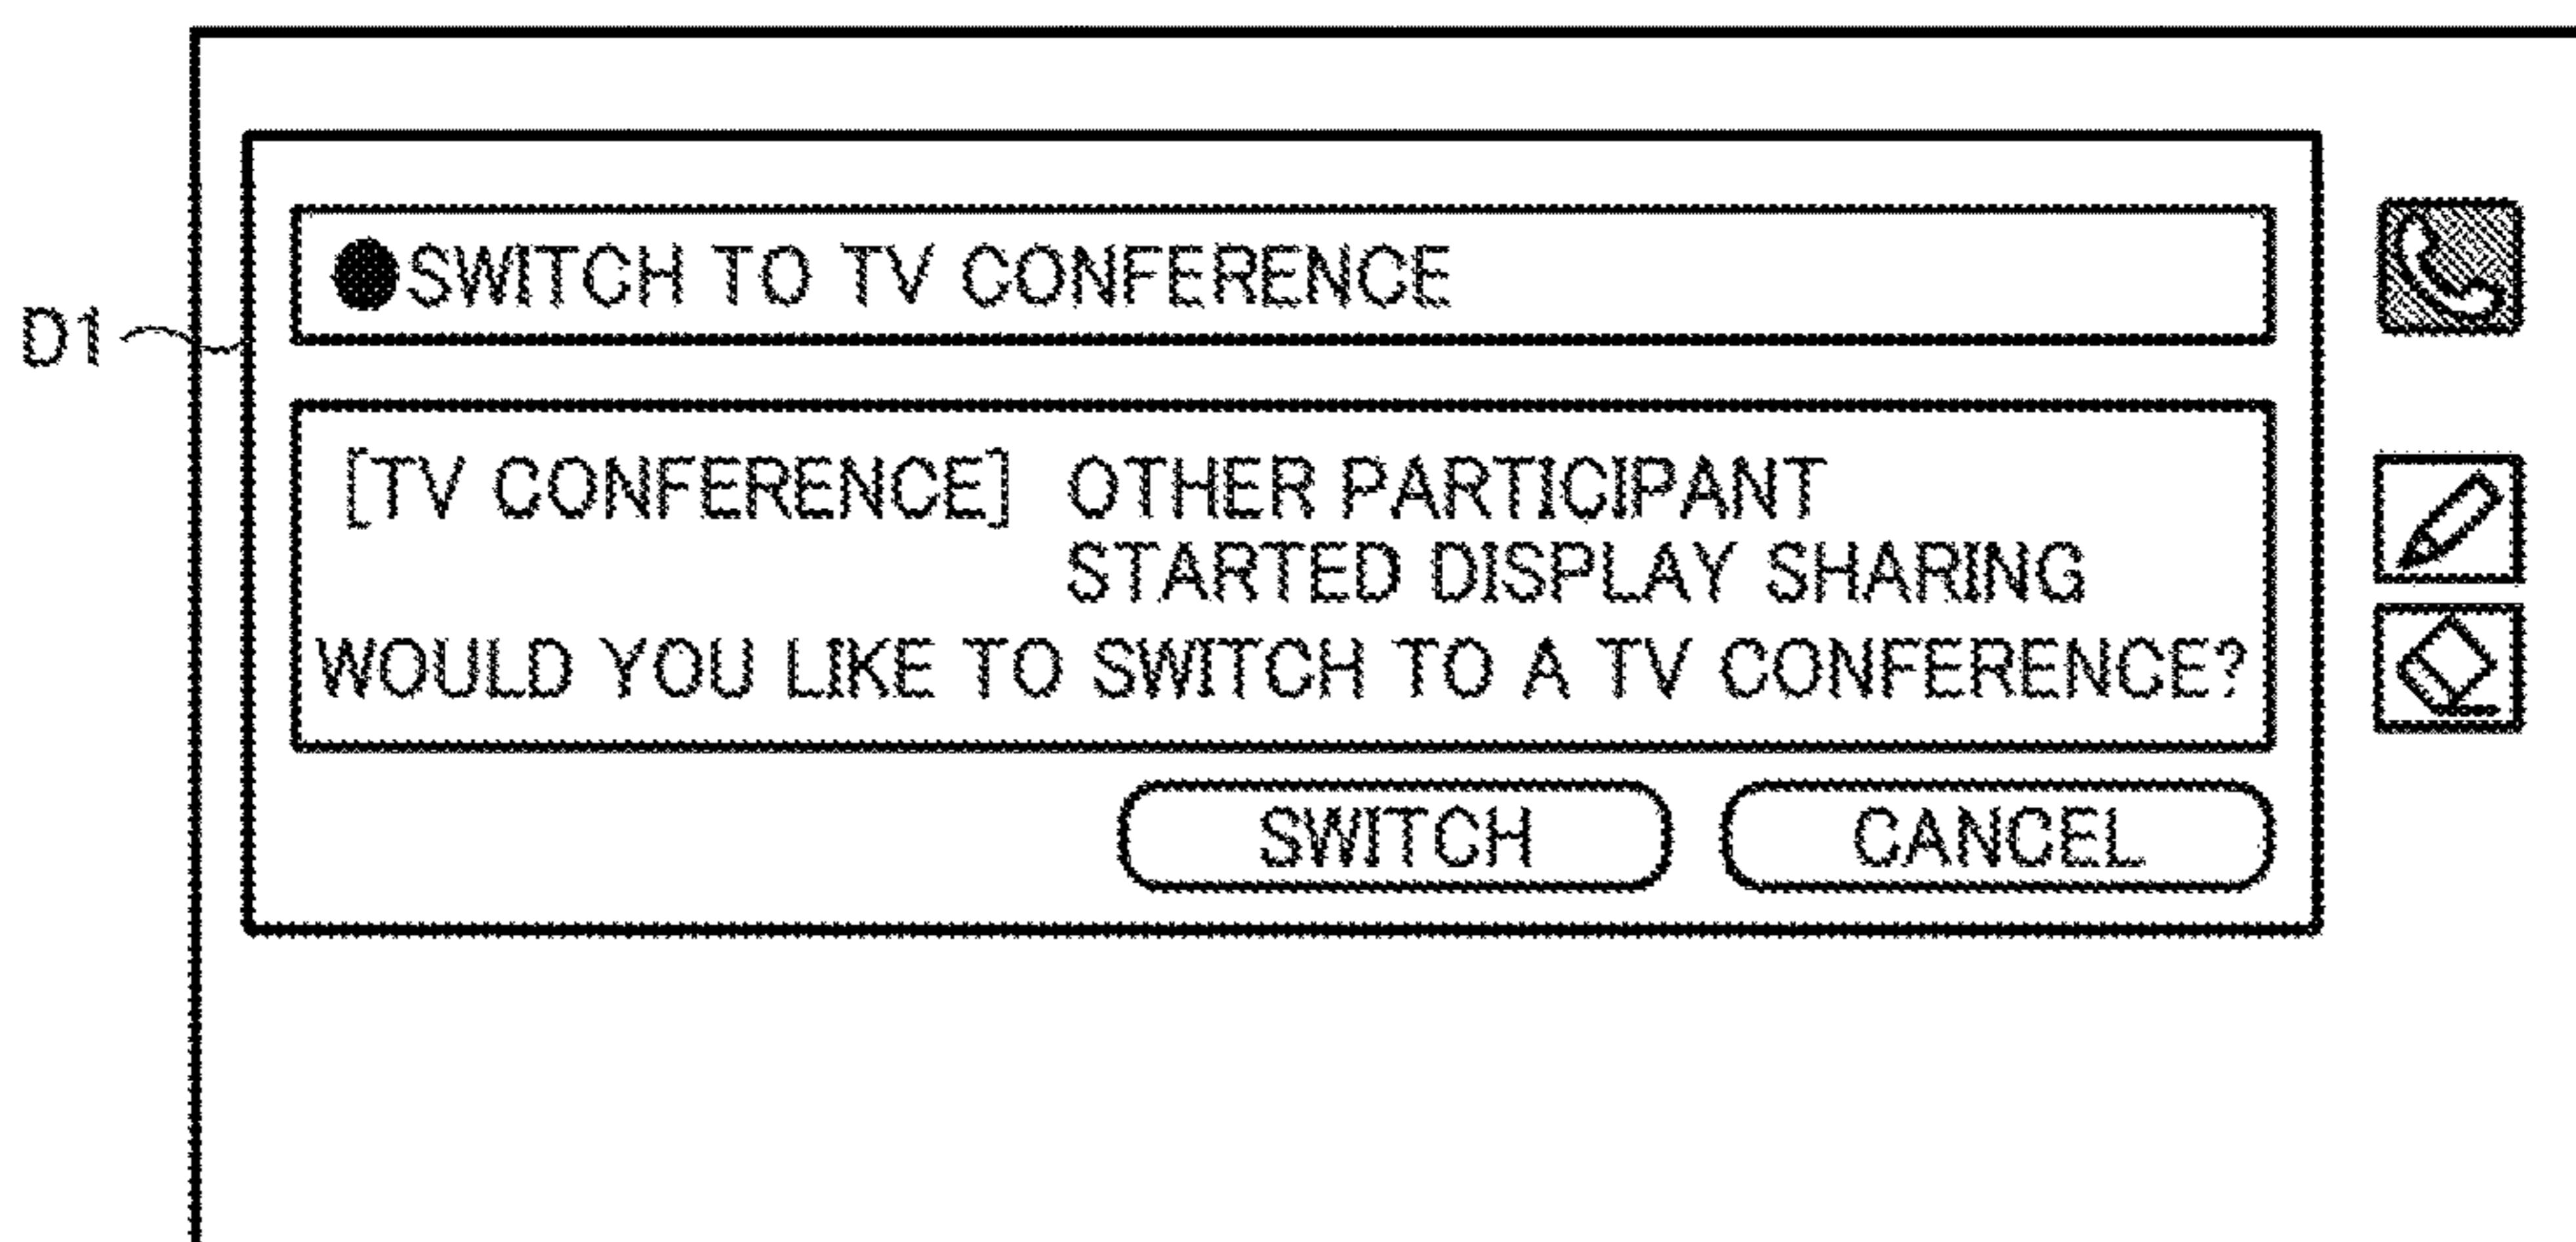 ●SWITCH TO TV CONFERENCE
D1
[TV CONFERENCE] OTHER PARTICIPANT
STARTED DISPLAY SHARING
WOULD YOU LIKE TO SWITCH TO A TV CONFERENCE?
SWITCH CANCEL